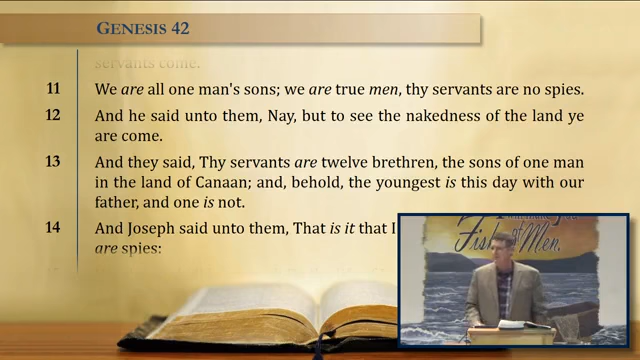 GENESIS 42
servants come.
11 We are all one man's sons; we are true men, thy servants are no spies.
12 And he said unto them, Nay, but to see the nakedness of the land ye
are come.
13 And they said, Thy servants are twelve brethren, the sons of one man
in the land of Canaan; and, behold, the youngest is this day with our
father, and one is not.
14 And Joseph said unto them, That is it that I
are spies:
of Men.